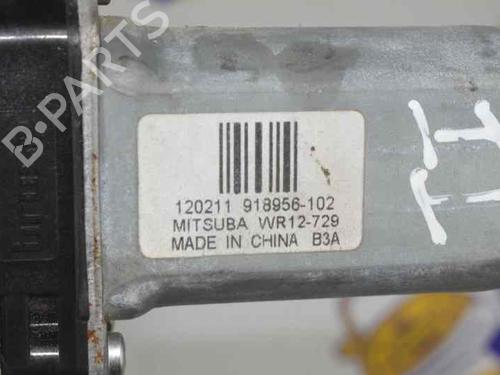 B-PARTS
120211 918956-102
MITSUBA WR12-729
MADE IN CHINA B3A